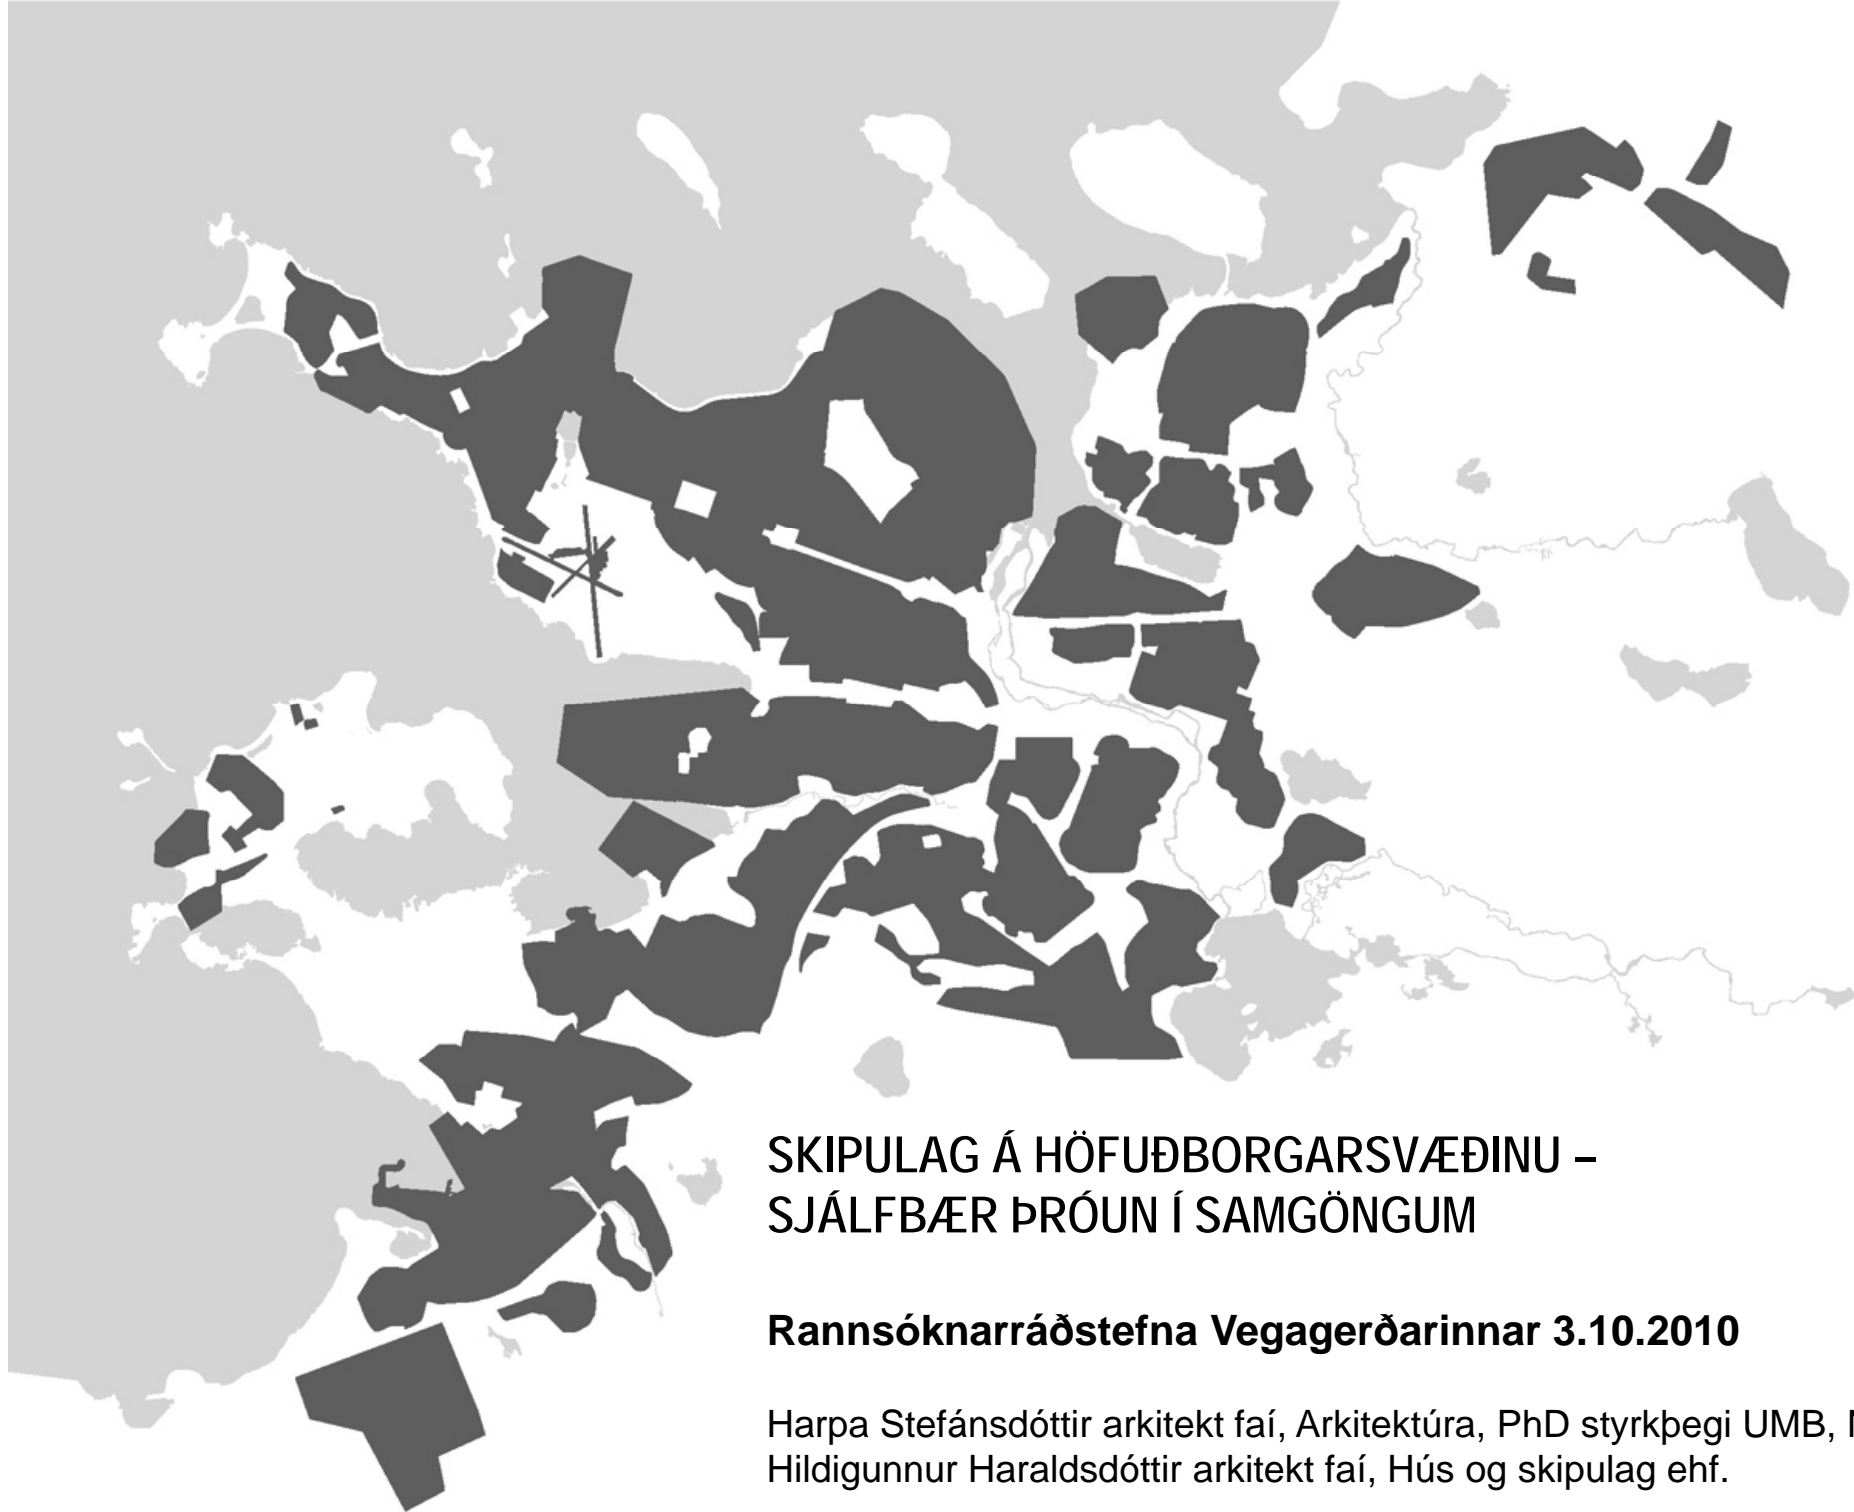 SKIPULAG Á HÖFUÐBORGARSVÆÐINU –
SJÁLFBÆR ÞRÓUN Í SAMGÖNGUM
Rannsóknarráðstefna Vegagerðarinnar 3.10.2010
Harpa Stefánsdóttir arkitekt faí, Arkitektúra, PhD styrkþegi UMB,
Hildigunnur Haraldsdóttir arkitekt faí, Hús og skipulag ehf.